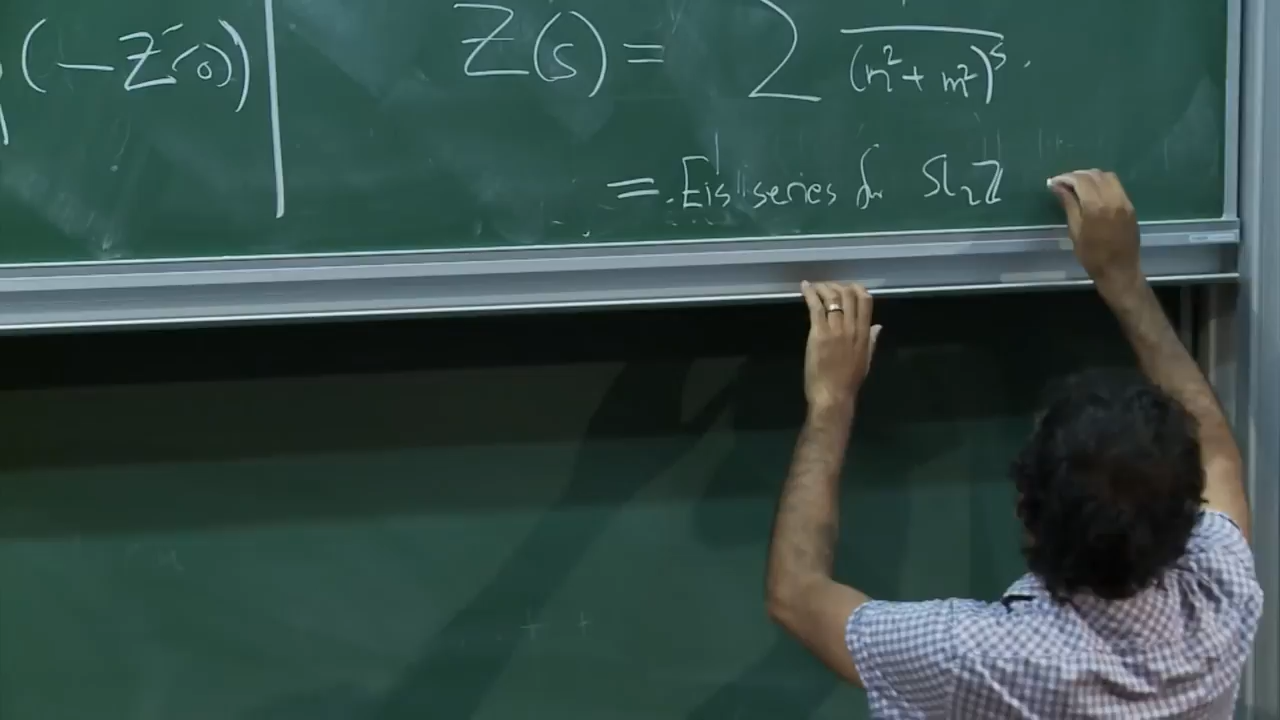 (-Z'(0))
Z(s) = ∑ 1/(n²+m²)^s .
= Eis series for SL₂ℤ